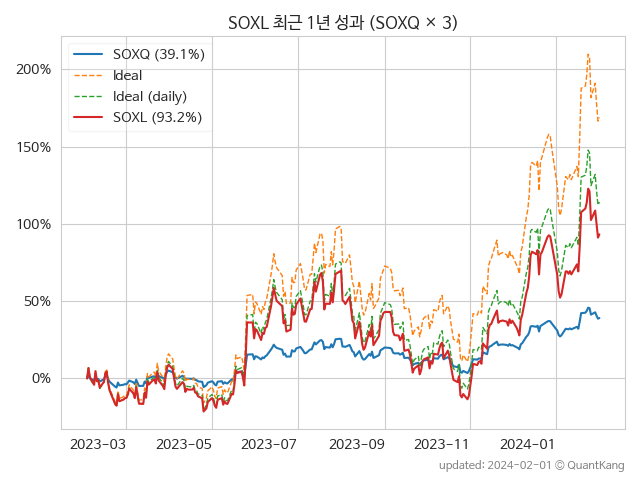 SOXL 최근 1년 성과 (SOXQ × 3)
SOXQ (39.1%)
Ideal
Ideal (daily)
SOXL (93.2%)
200%
150%
100%
50%
0%
2023-03 2023-05 2023-07 2023-09 2023-11 2024-01
updated: 2024-02-01 © QuantKang